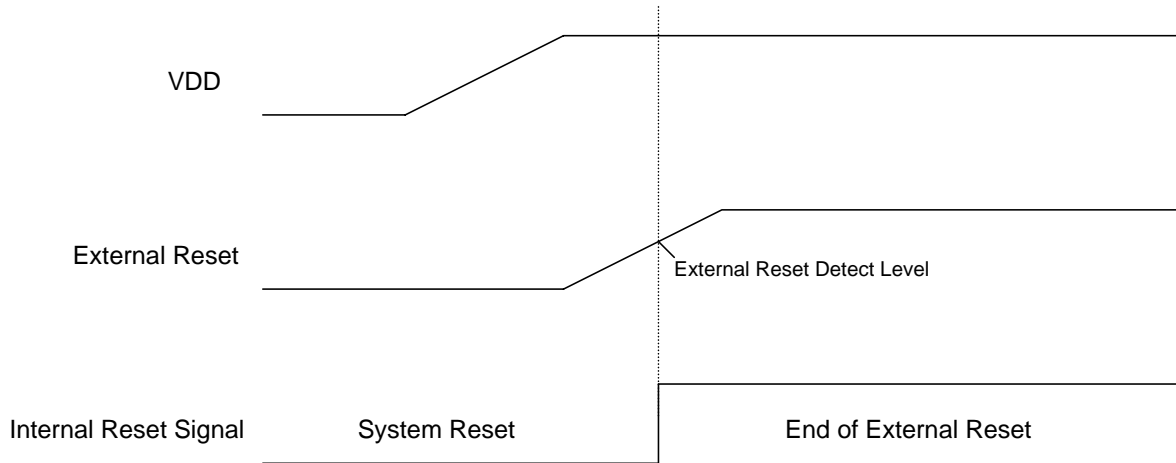 VDD
External Reset
External Reset Detect Level
Internal Reset Signal
System Reset
End of External Reset